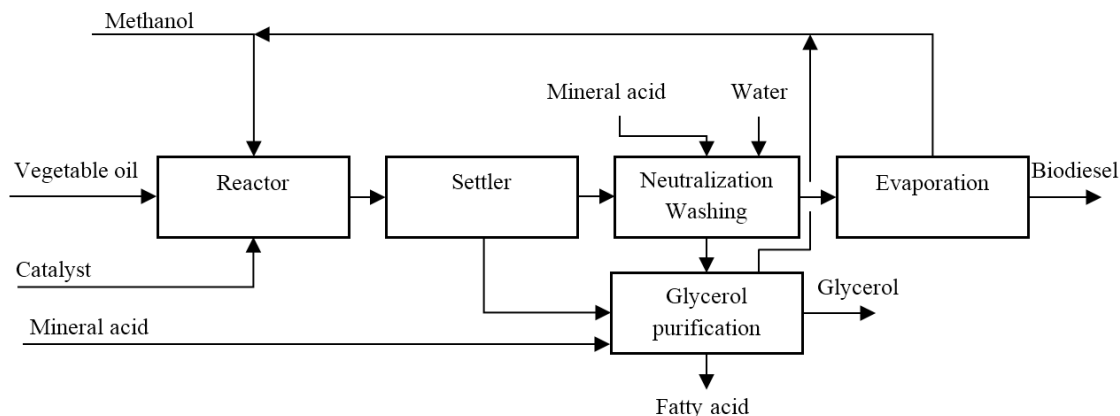 Methanol
Mineral acid
Water
Vegetable oil
Reactor
Settler
Neutralization
Washing
Evaporation
Biodiesel
Catalyst
Mineral acid
Glycerol
purification
Glycerol
Fatty acid